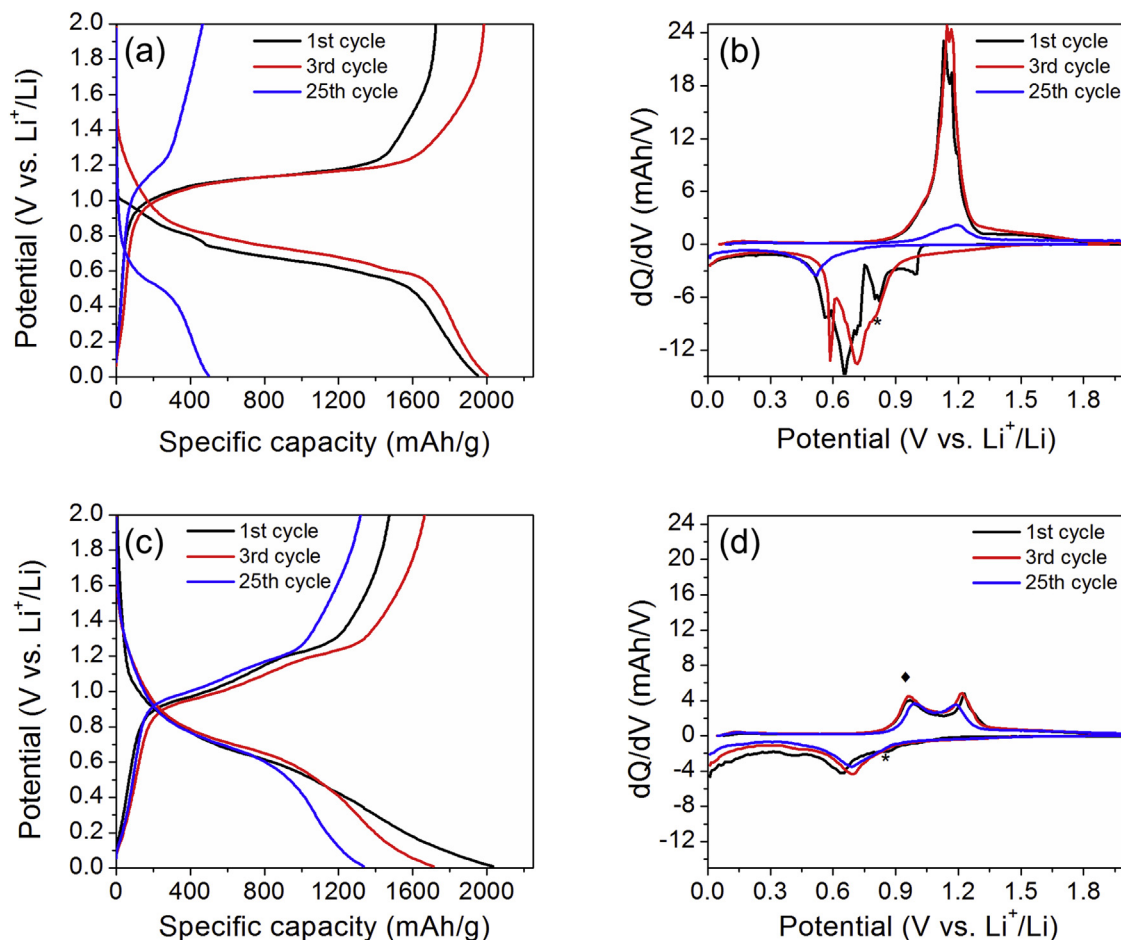 (a)
1st cycle
3rd cycle
25th cycle
2.0
1.8
1.6
1.4
1.2
1.0
0.8
0.6
0.4
0.2
0.0
Potential (V vs. Li⁺/Li)
0 400 800 1200 1600 2000
Specific capacity (mAh/g)
(b)
1st cycle
3rd cycle
25th cycle
24
18
12
6
0
-6
-12
dQ/dV (mAh/V)
*
0.0 0.3 0.6 0.9 1.2 1.5 1.8
Potential (V vs. Li⁺/Li)
(c)
1st cycle
3rd cycle
25th cycle
2.0
1.8
1.6
1.4
1.2
1.0
0.8
0.6
0.4
0.2
0.0
Potential (V vs. Li⁺/Li)
0 400 800 1200 1600 2000
Specific capacity (mAh/g)
(d)
1st cycle
3rd cycle
25th cycle
24
20
16
12
8
4
0
-4
-8
-12
dQ/dV (mAh/V)
♦
*
0.0 0.3 0.6 0.9 1.2 1.5 1.8
Potential (V vs. Li⁺/Li)